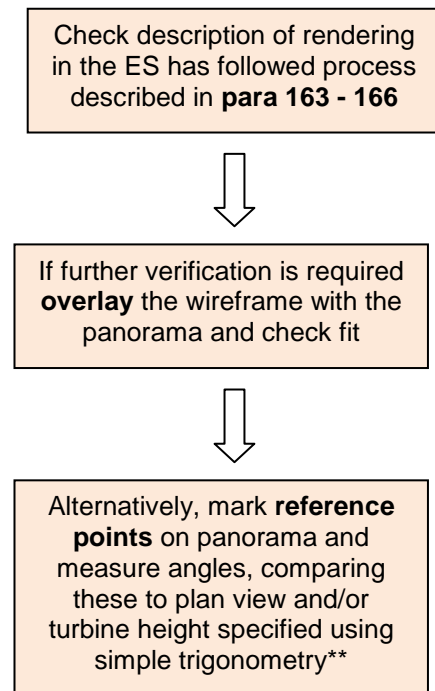 Check description of rendering
in the ES has followed process
described in para 163 - 166
If further verification is required
overlay the wireframe with the
panorama and check fit
Alternatively, mark reference
points on panorama and
measure angles, comparing
these to plan view and/or
turbine height specified using
simple trigonometry**